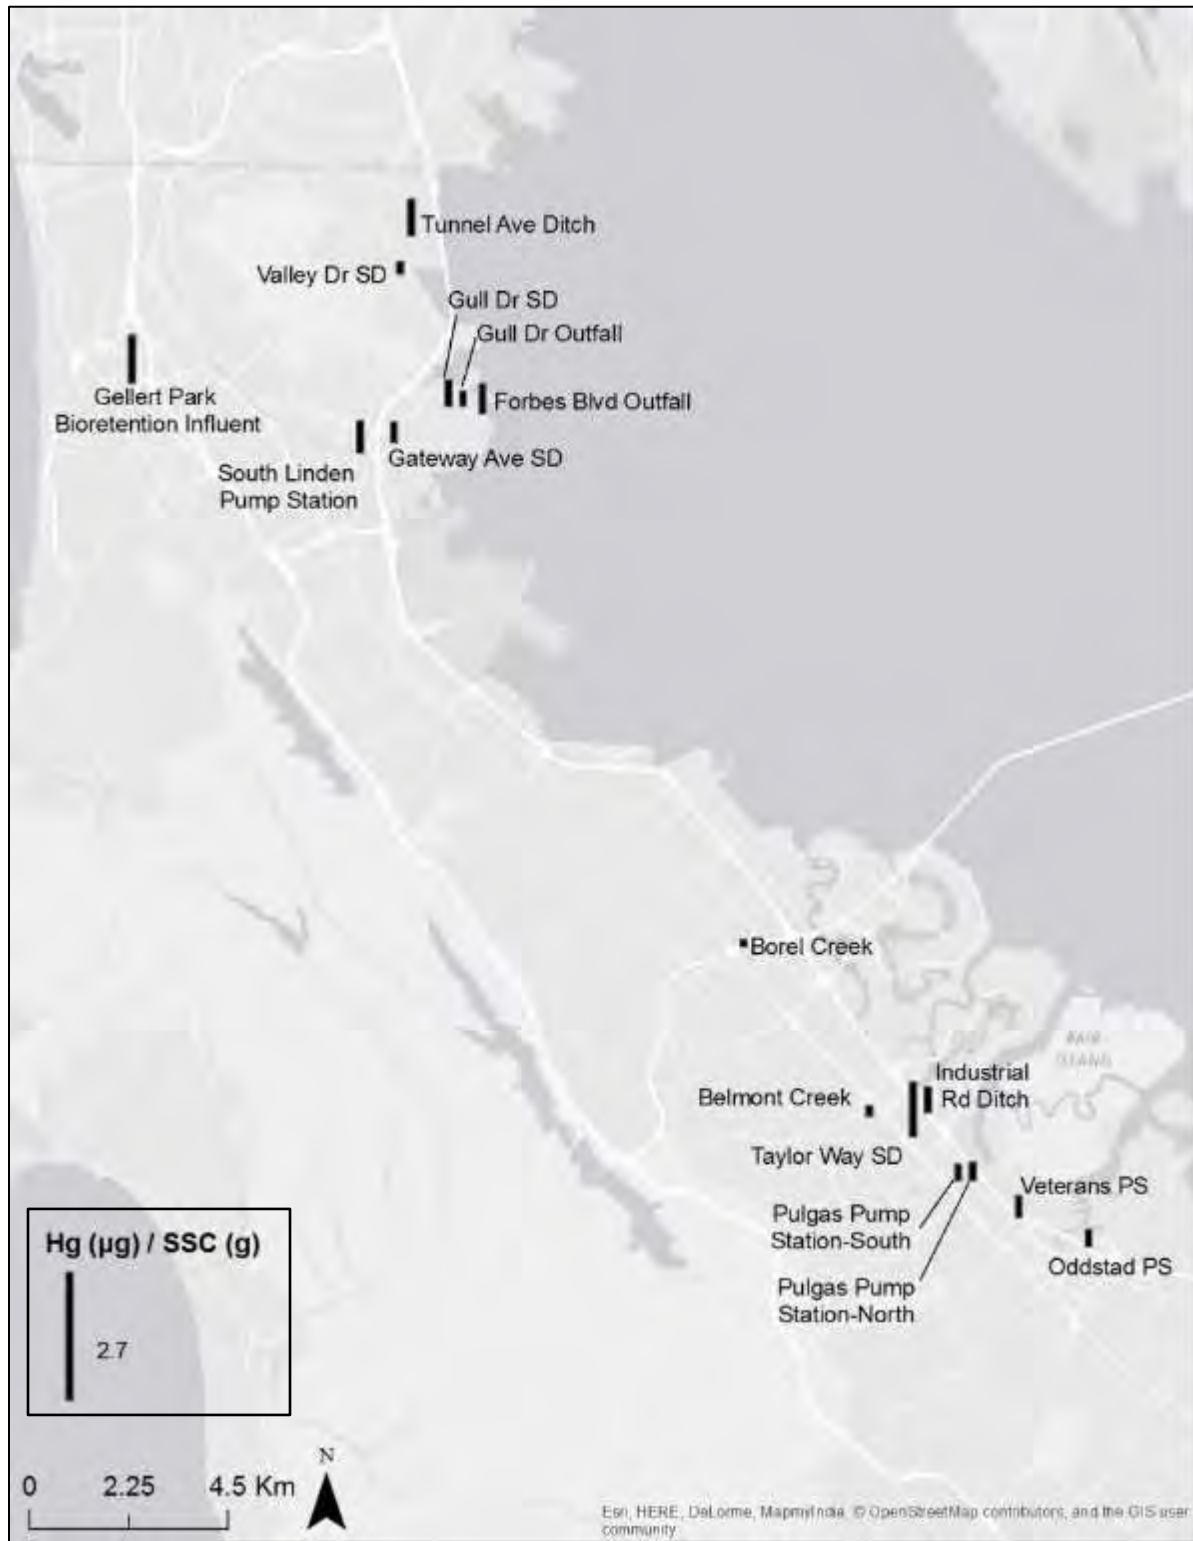 Tunnel Ave Ditch
Valley Dr SD
Gull Dr SD
Gull Dr Outfall
Gellert Park
Bioretention Influent
Forbes Blvd Outfall
Gateway Ave SD
South Linden
Pump Station
Borel Creek
Industrial
Rd Ditch
Belmont Creek
Taylor Way SD
Veterans PS
Pulgas Pump
Station-South
Oddstad PS
Pulgas Pump
Station-North
Hg (µg) / SSC (g)
2.7
N
0 2.25 4.5 Km
Esri, HERE, DeLorme, MapmyIndia, © OpenStreetMap contributors, and the GIS user
community